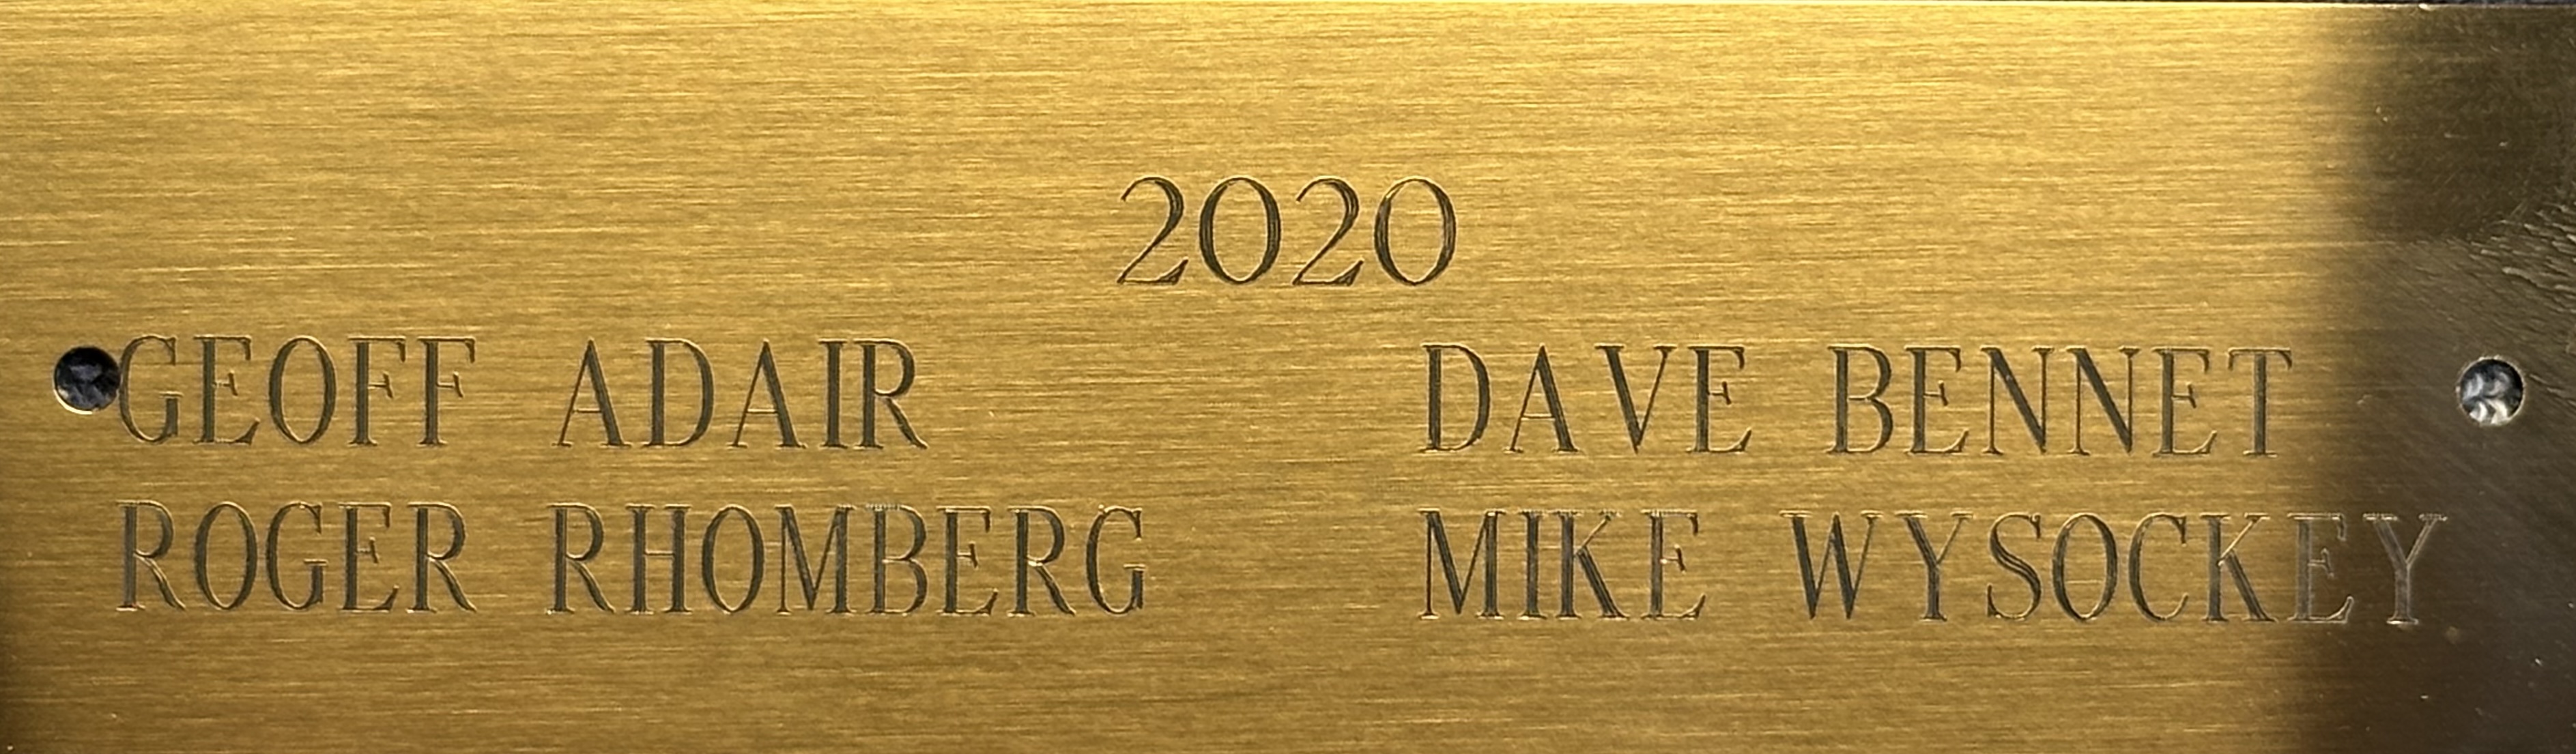 2020
GEOFF ADAIR DAVE BENNET
ROGER RHOMBERG MIKE WYSOCKEY